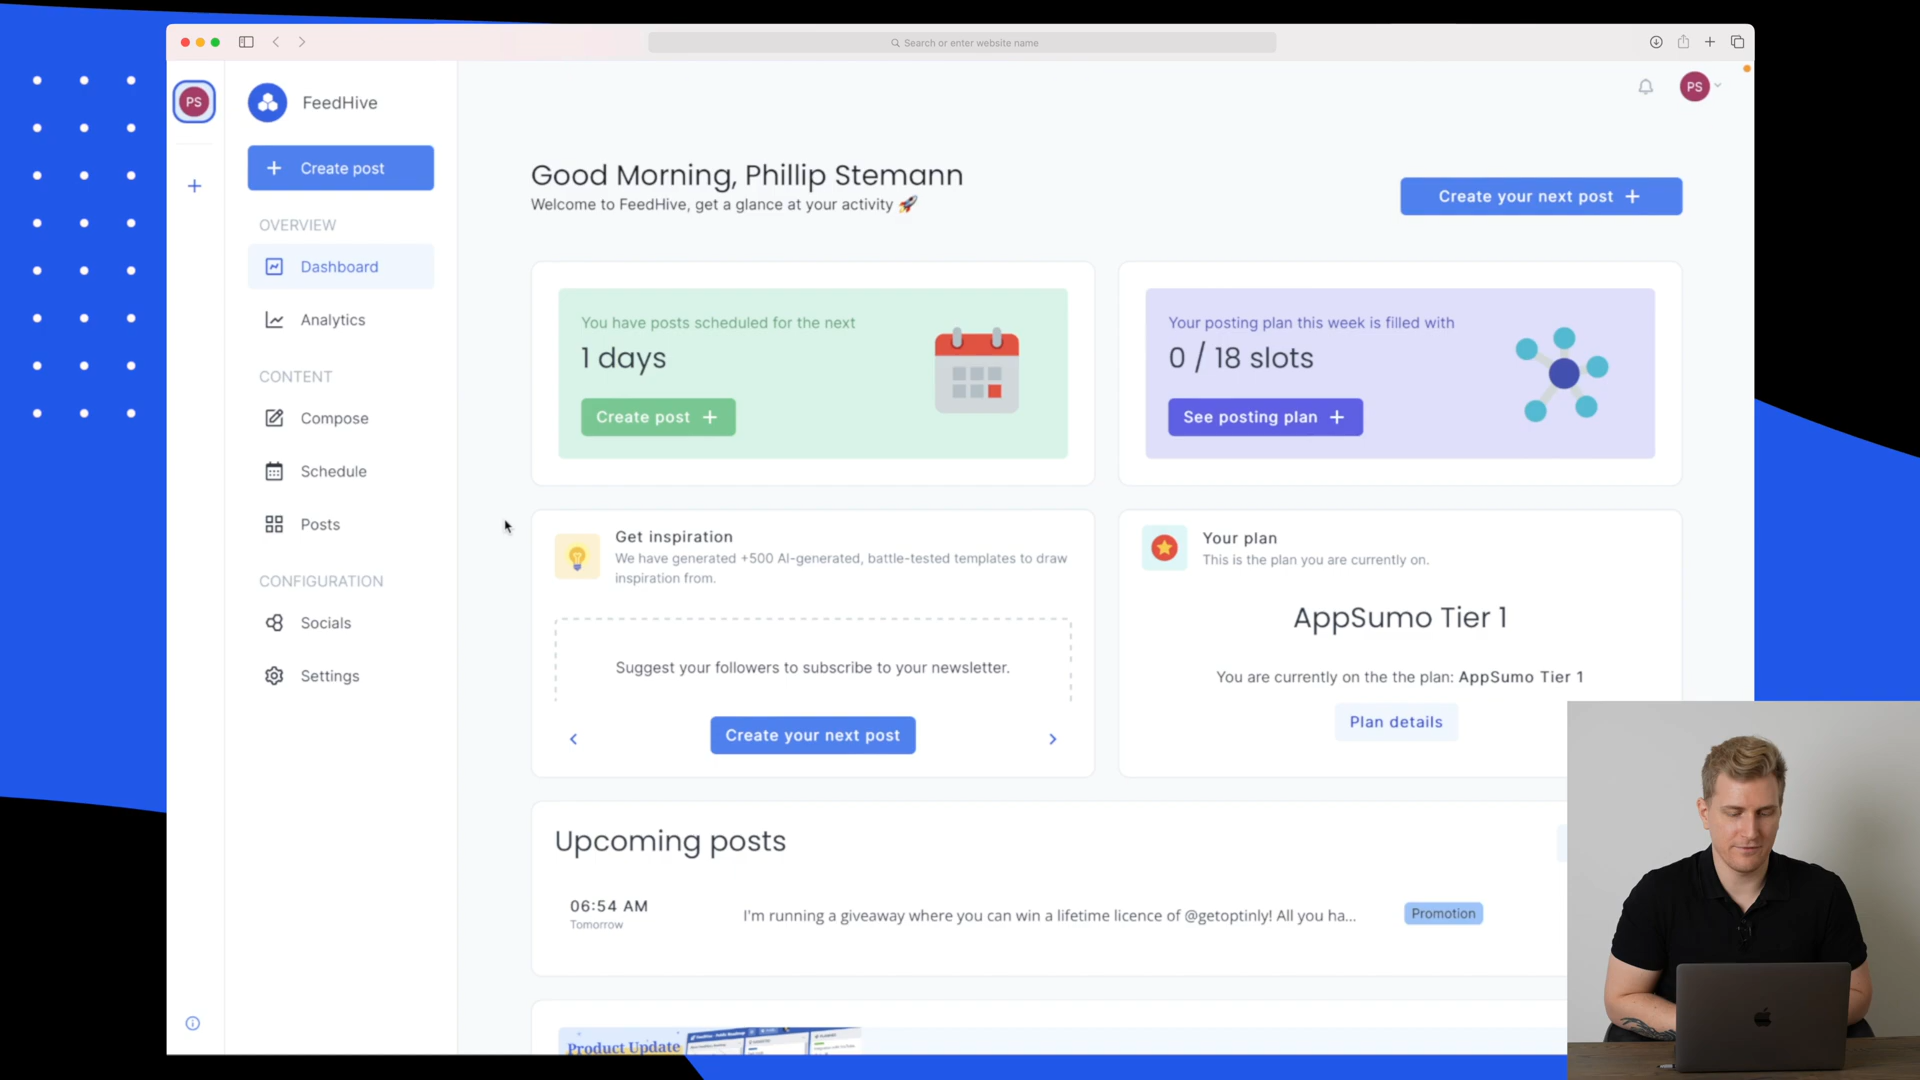 Search or enter website name
PS
FeedHive
PS
Create post
OVERVIEW
Dashboard
Analytics
CONTENT
Compose
Schedule
Posts
CONFIGURATION
Socials
Settings
Good Morning, Phillip Stemann
Welcome to FeedHive, get a glance at your activity
Create your next post
You have posts scheduled for the next
1 days
Create post
Your posting plan this week is filled with
0 / 18 slots
See posting plan
Get inspiration
We have generated +500 AI-generated, battle-tested templates to draw
inspiration from.
Suggest your followers to subscribe to your newsletter.
Create your next post
Your plan
This is the plan you are currently on.
AppSumo Tier 1
You are currently on the the plan: AppSumo Tier 1
Plan details
Upcoming posts
06:54 AM
Tomorrow
I'm running a giveaway where you can win a lifetime licence of @getoptinly! All you ha...
Promotion
Product Update